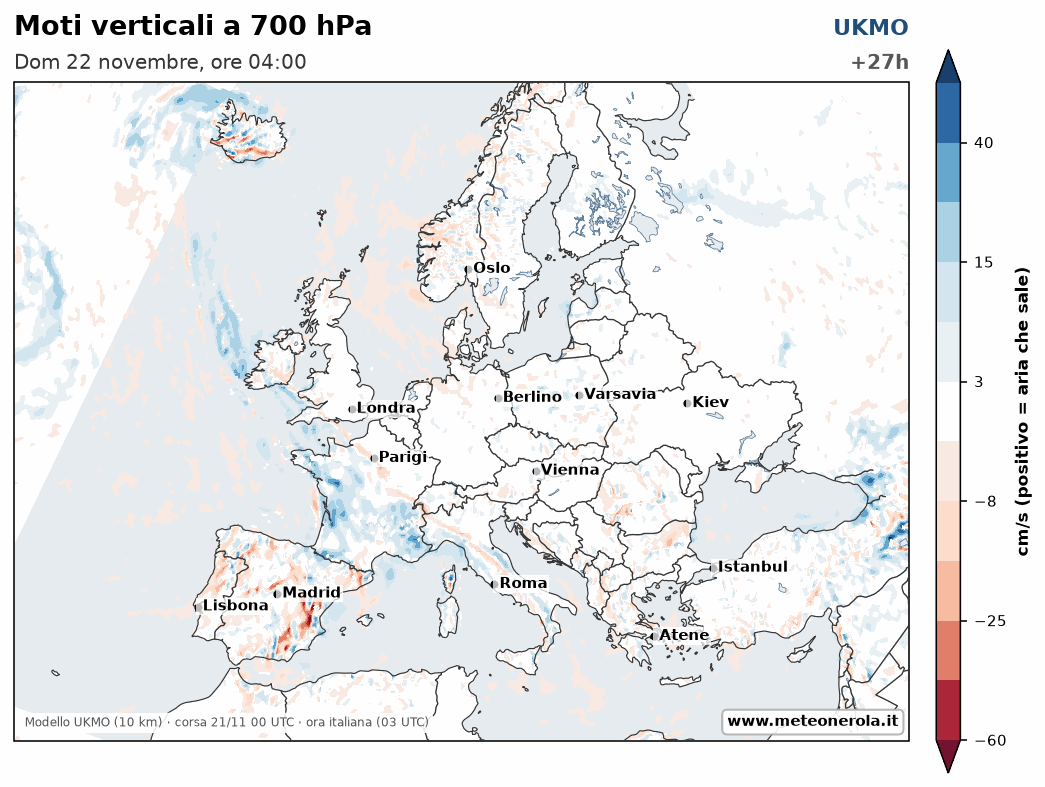 Moti verticali a 700 hPa
UKMO
Dom 22 novembre, ore 04:00
+27h
40
15
3
−8
−25
−60
cm/s (positivo = aria che sale)
Oslo
Berlino
Varsavia
Kiev
Londra
Parigi
Vienna
Istanbul
Roma
Madrid
Lisbona
Atene
Modello UKMO (10 km) · corsa 21/11 00 UTC · ora italiana (03 UTC)
www.meteonerola.it